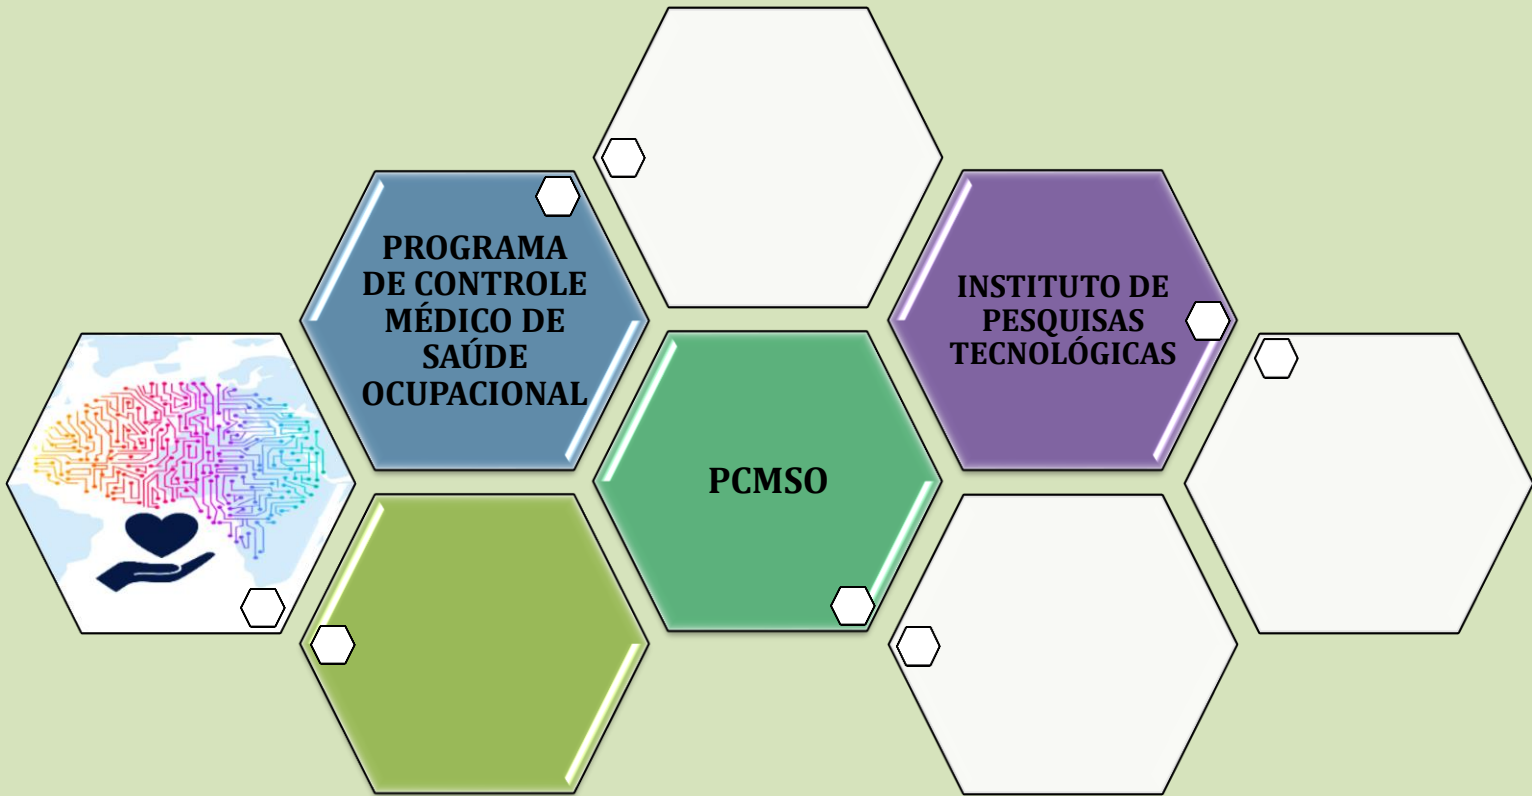 PROGRAMA
DE CONTROLE
MÉDICO DE
SAÚDE
OCUPACIONAL
PCMSO
INSTITUTO DE
PESQUISAS
TECNOLÓGICAS